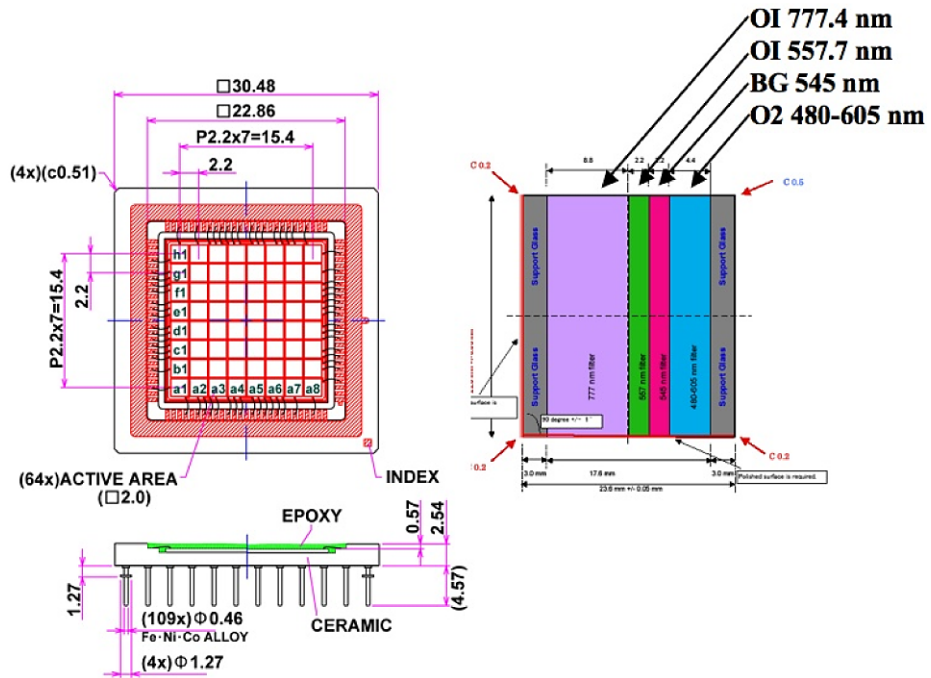 □30.48
□22.86
P2.2x7=15.4
2.2
(4x)(c0.51)
P2.2x7=15.4
2.2
h1
g1
f1
e1
d1
c1
b1
a1 a2 a3 a4 a5 a6 a7 a8
(64x)ACTIVE AREA
(□2.0)
INDEX
EPOXY
0.57
2.54
(4.57)
1.27
(109x)Φ0.46
Fe·Ni·Co ALLOY
CERAMIC
(4x)Φ1.27
OI 777.4 nm
OI 557.7 nm
BG 545 nm
O2 480-605 nm
8.8
2.2
4.4
C 0.2
C 0.5
Support Glass
Support Glass
777 nm filter
557 nm filter
545 nm filter
480-605 nm filter
Support Glass
Support Glass
surface is
90 degree +/- 1'
C 0.2
3.0 mm
17.6 mm
3.0 mm
23.6 mm +/- 0.05 mm
Polished surface is required.